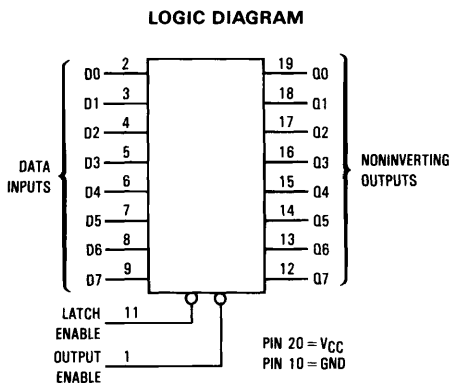 LOGIC DIAGRAM
D0 2 19 Q0
D1 3 18 Q1
D2 4 17 Q2
D3 5 16 Q3
D4 6 15 Q4
D5 7 14 Q5
D6 8 13 Q6
D7 9 12 Q7
DATA
INPUTS
NONINVERTING
OUTPUTS
LATCH 11
ENABLE
OUTPUT 1
ENABLE
PIN 20 = VCC
PIN 10 = GND